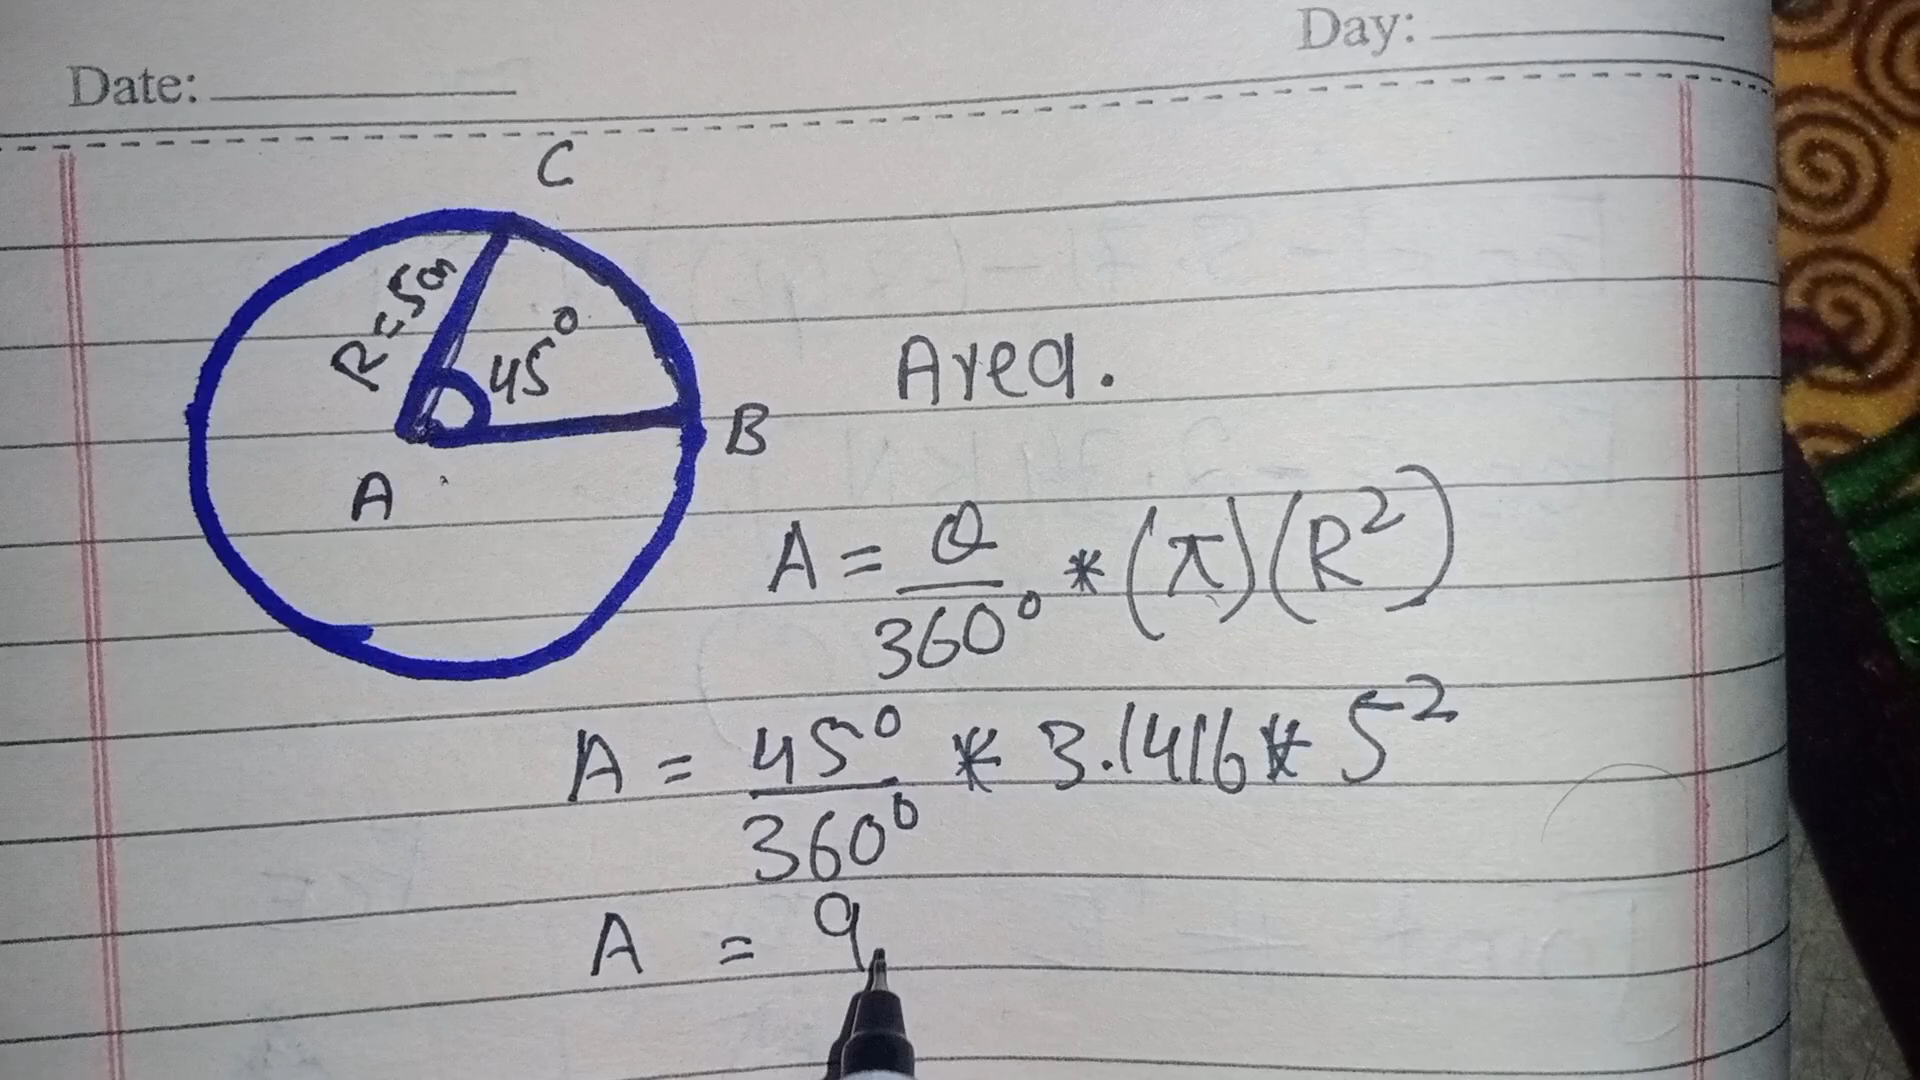 Day:
Date:
C
R=5cm
45°
B
A
Area.
A = θ/360° * (π)(R²)
A = 45°/360° * 3.1416 * 5²
A = 9